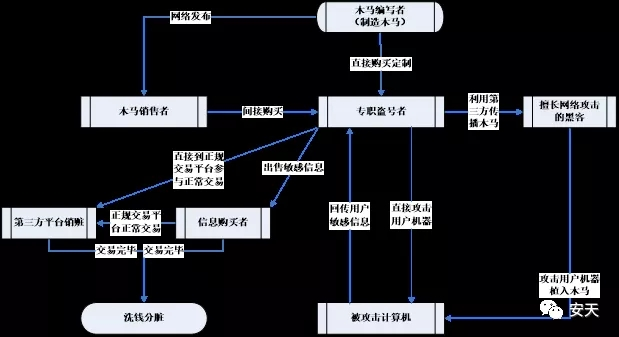 木马编写者
(制造木马)
网络发布
直接购买定制
木马销售者
间接购买
专职盗号者
利用第
三方传
播木马
擅长网络攻击
的黑客
直接到正规
交易平台参
与正常交易
出售敏感信息
回传用户
敏感信息
直接攻击
用户机器
第三方平台销赃
正规交易平
台正常交易
信息购买者
交易完毕
交易完毕
攻击用户机器
植入木马
洗钱分脏
被攻击计算机
安天